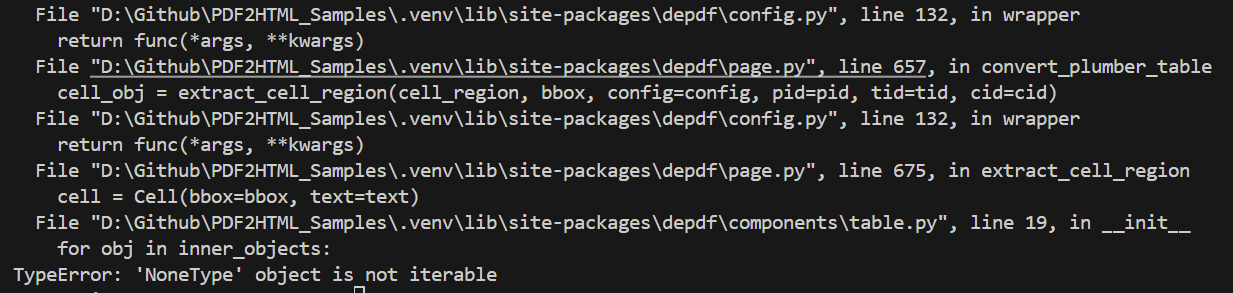 File "D:\Github\PDF2HTML_Samples\.venv\lib\site-packages\depdf\config.py", line 132, in wrapper
return func(*args, **kwargs)
File "D:\Github\PDF2HTML_Samples\.venv\lib\site-packages\depdf\page.py", line 657, in convert_plumber_table
cell_obj = extract_cell_region(cell_region, bbox, config=config, pid=pid, tid=tid, cid=cid)
File "D:\Github\PDF2HTML_Samples\.venv\lib\site-packages\depdf\config.py", line 132, in wrapper
return func(*args, **kwargs)
File "D:\Github\PDF2HTML_Samples\.venv\lib\site-packages\depdf\page.py", line 675, in extract_cell_region
cell = Cell(bbox=bbox, text=text)
File "D:\Github\PDF2HTML_Samples\.venv\lib\site-packages\depdf\components\table.py", line 19, in __init__
for obj in inner_objects:
TypeError: 'NoneType' object is not iterable